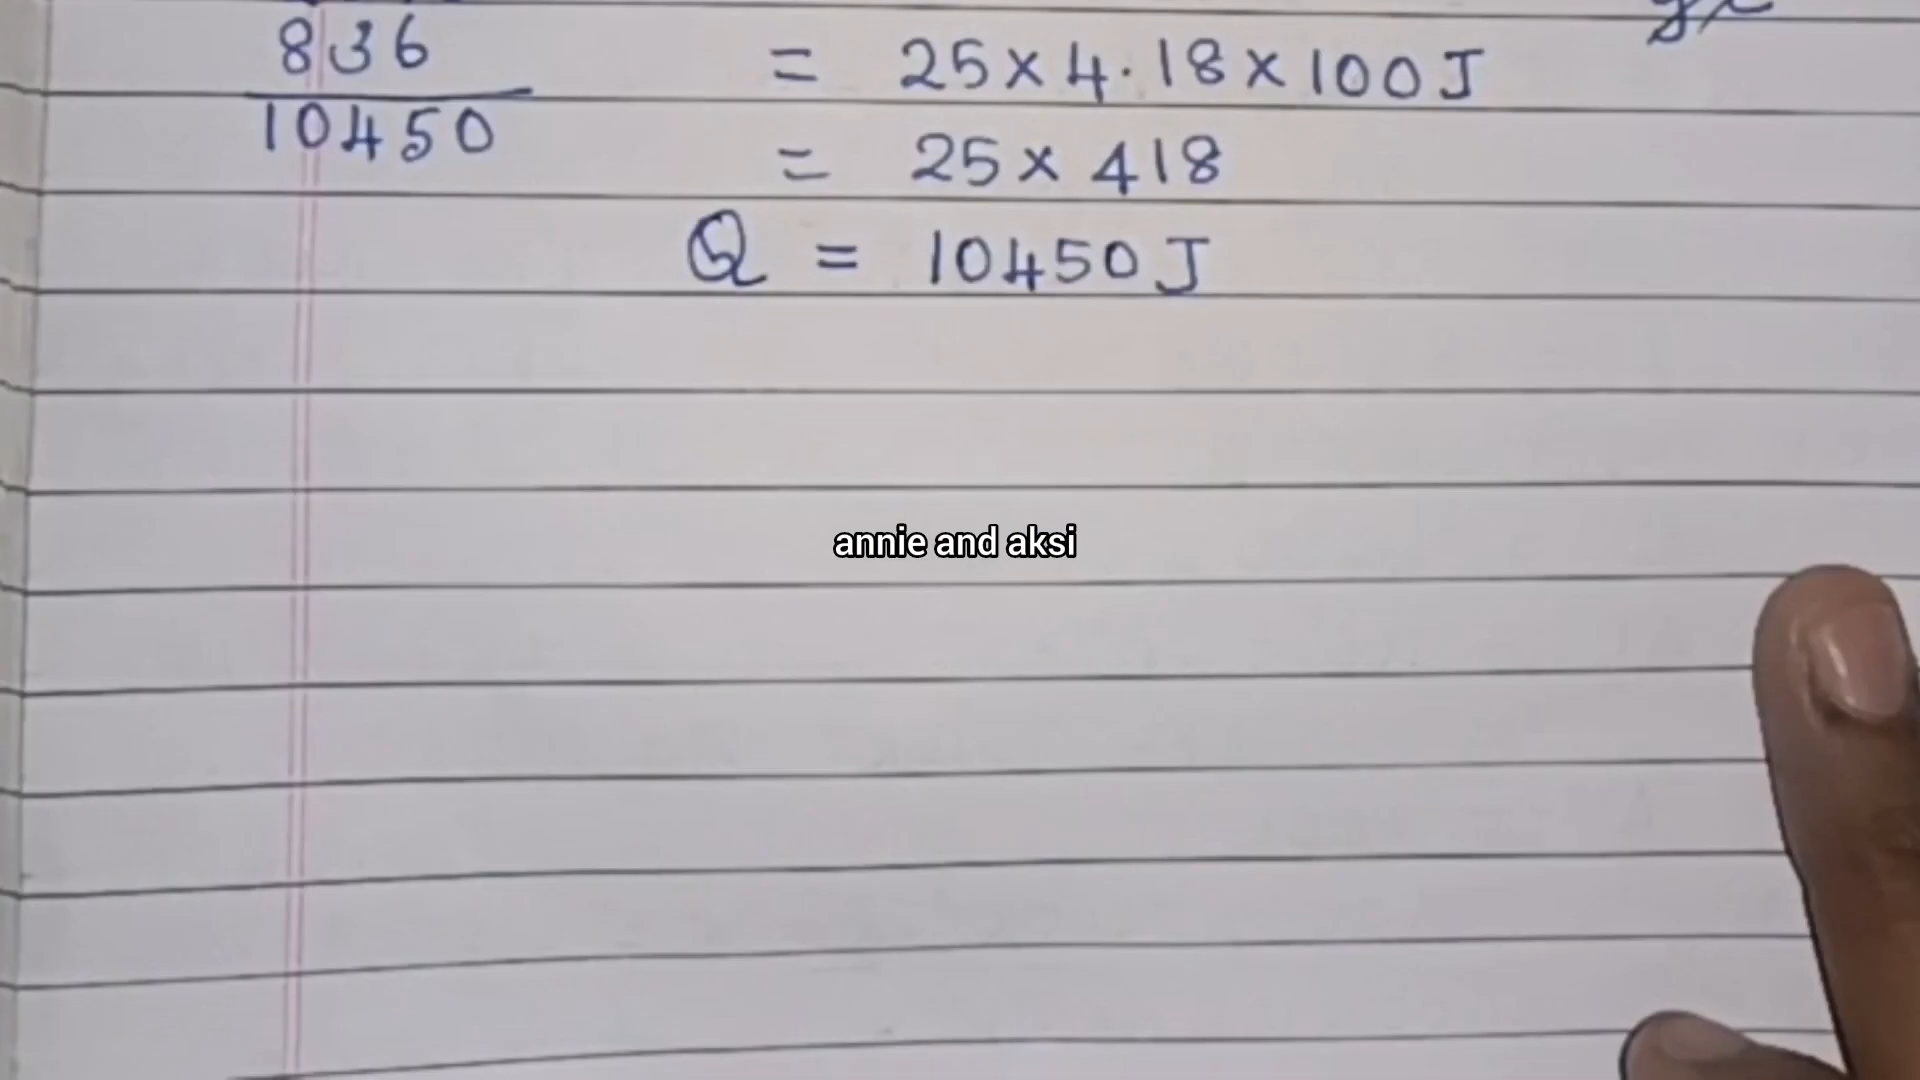 836
10450
= 25 × 4.18 × 100 J
= 25 × 418
Q = 10450 J
annie and aksi